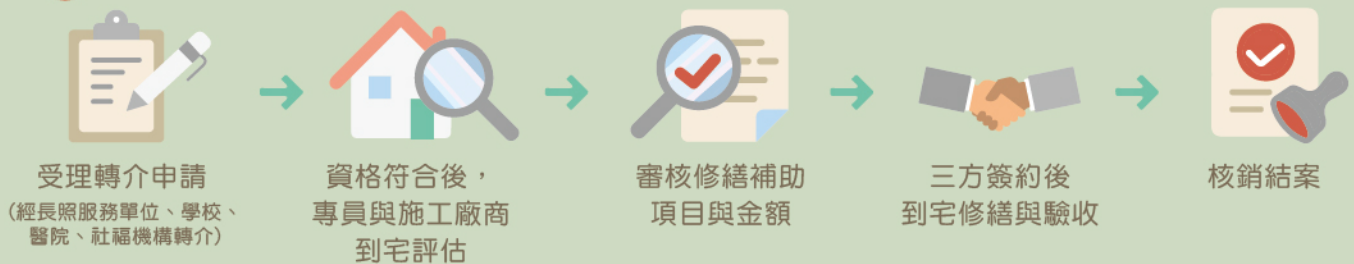 受理轉介申請
(經長照服務單位、學校、
醫院、社福機構轉介)
資格符合後，
專員與施工廠商
到宅評估
審核修繕補助
項目與金額
三方簽約後
到宅修繕與驗收
核銷結案